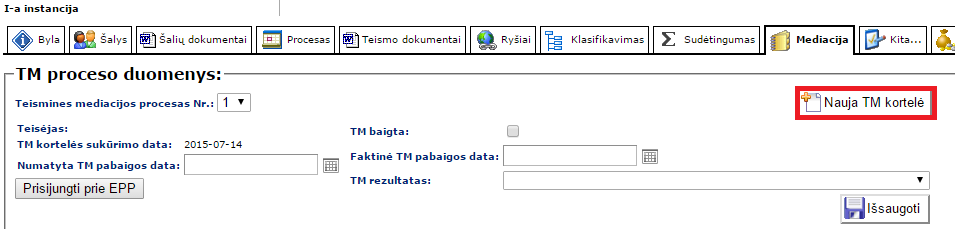 I-a instancija
Byla Šalys Šalių dokumentai Procesas Teismo dokumentai Ryšiai Klasifikavimas Σ Sudėtingumas Mediacija Kita...
TM proceso duomenys:
Teismines mediacijos procesas Nr.: 1 Nauja TM kortelė
Teisėjas: TM baigta:
TM kortelės sukūrimo data: 2015-07-14
Numatyta TM pabaigos data: Faktinė TM pabaigos data:
Prisijungti prie EPP TM rezultatas:
Išsaugoti